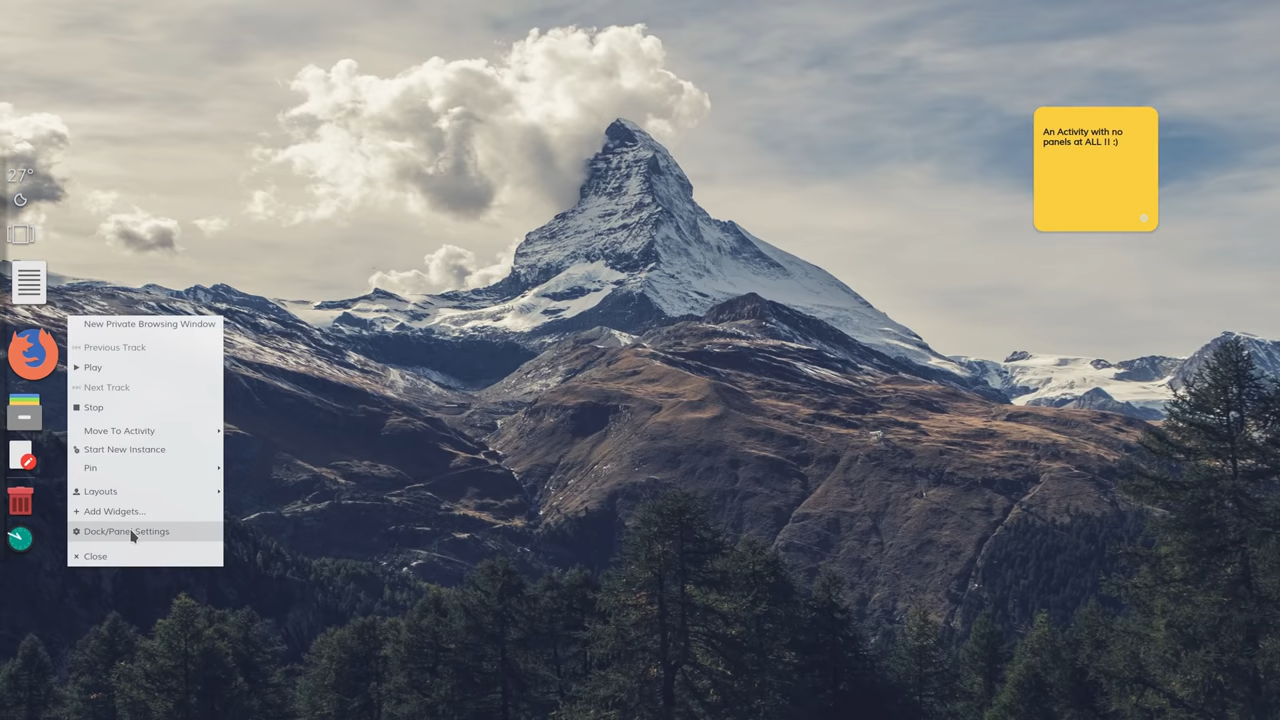 An Activity with no
panels at ALL !! :)
27°
New Private Browsing Window
Previous Track
Play
Next Track
Stop
Move To Activity
Start New Instance
Pin
Layouts
Add Widgets...
Dock/Panel Settings
Close